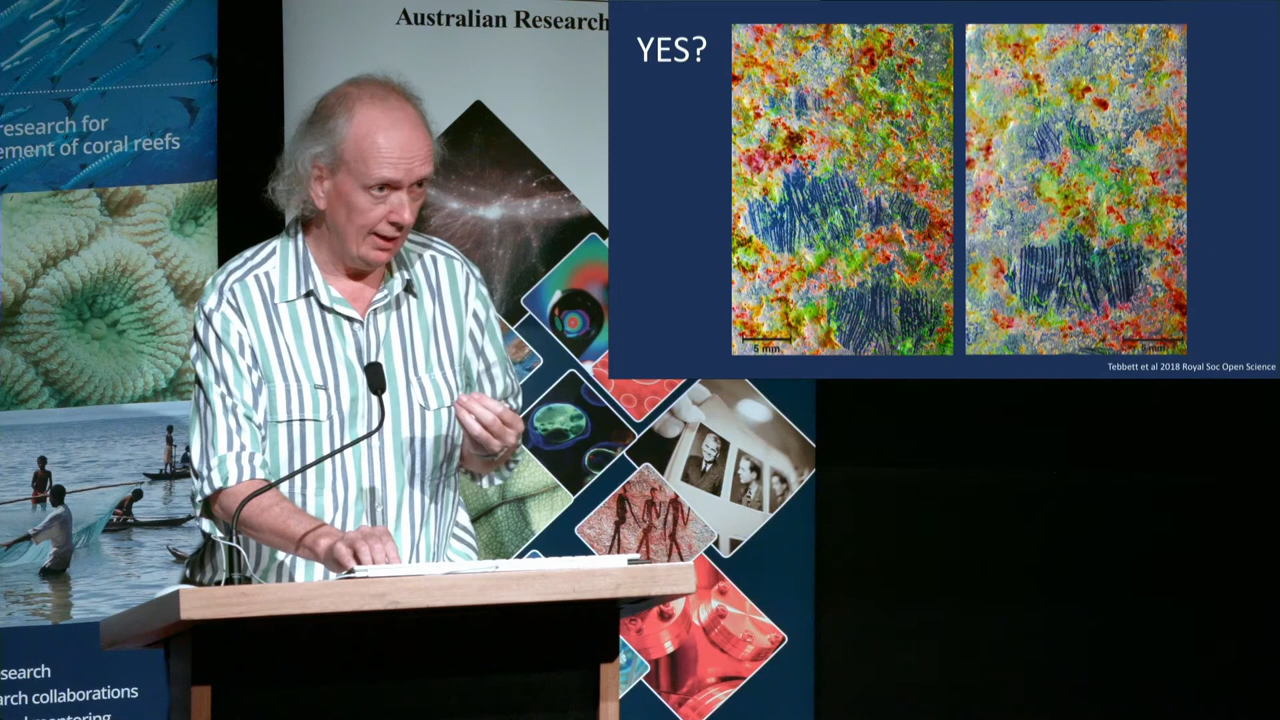 Australian Research
research for
ement of coral reefs
search
arch collaborations
YES?
5 mm
Tebbett et al 2018 Royal Soc Open Science